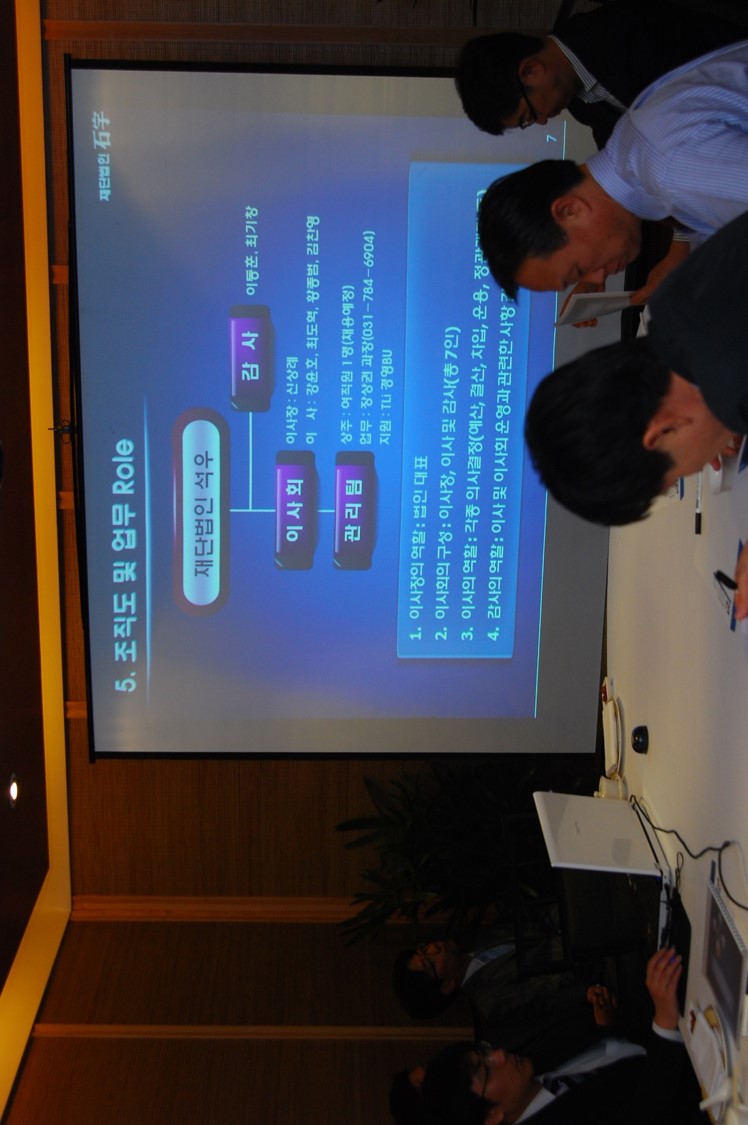 재단법인 石宇
5. 조직도 및 업무 Role
재단법인 석우
감 사 이동훈, 최기창
이 사 회 이사장 : 신상례
이 사 : 강윤호, 최도혁, 황종범, 김찬영
관 리 팀 상주 : 여직원 1명(채용예정)
업무 : 장상권 과장(031-784-6904)
지원 : TLi 경영BU
1. 이사장의 역할 : 법인 대표
2. 이사회의 구성 : 이사장, 이사 및 감사(총 7인)
3. 이사의 역할 : 각종 의사결정(예산, 결산, 차입, 운용,
4. 감사의 역할 : 이사 및 이사회 운영과 관련한 사항
7